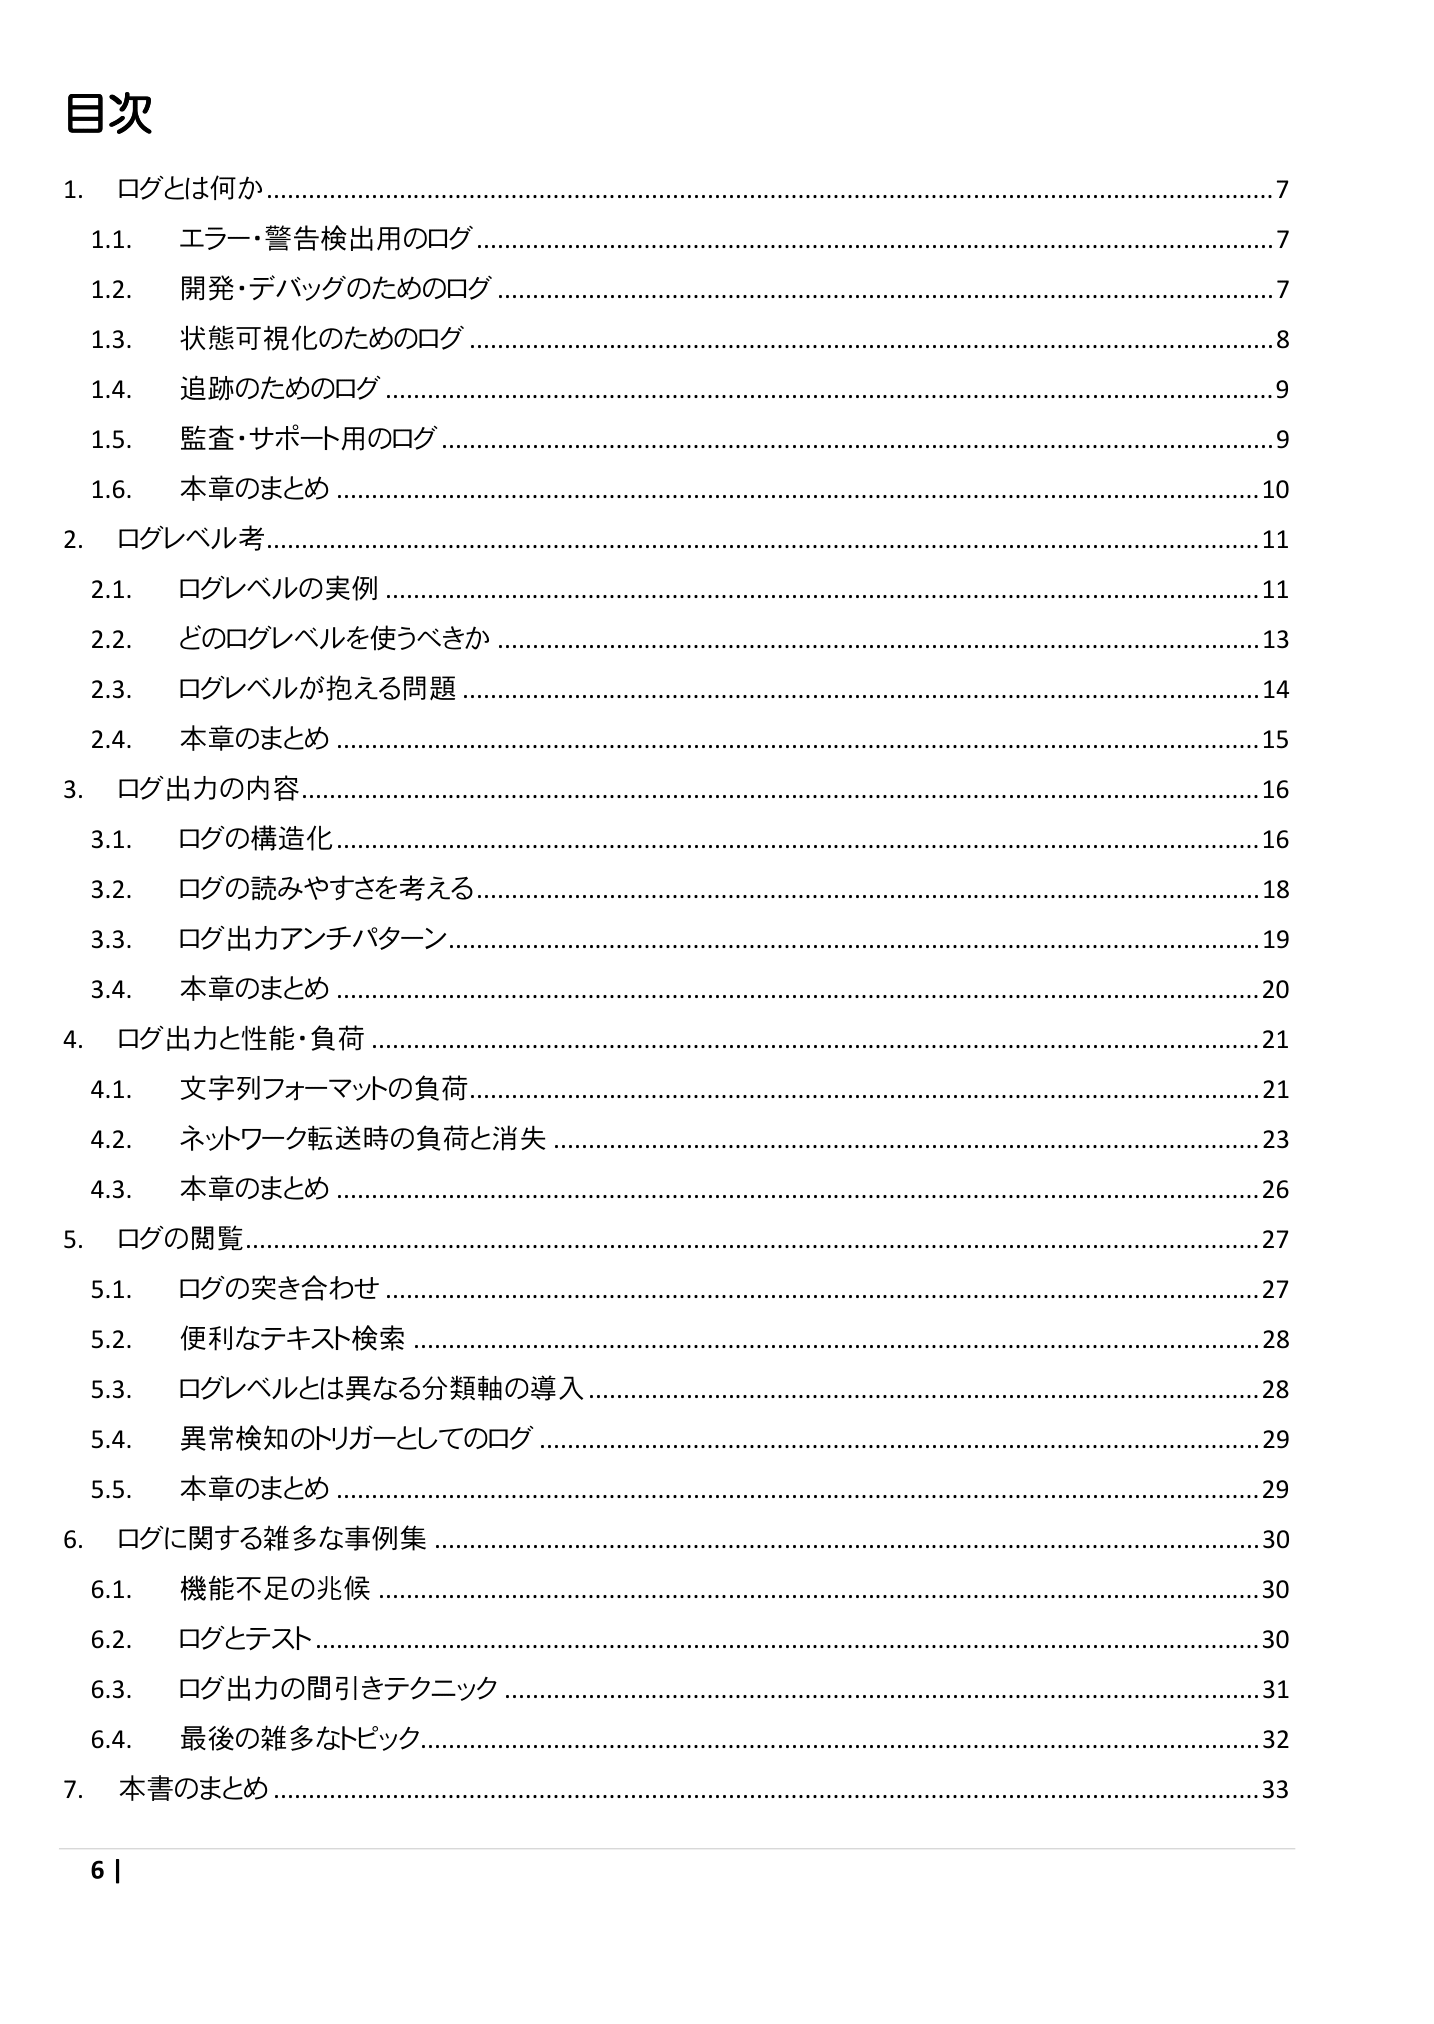 目次
1. ログとは何か 7
1.1. エラー・警告検出用のログ 7
1.2. 開発・デバッグのためのログ 7
1.3. 状態可視化のためのログ 8
1.4. 追跡のためのログ 9
1.5. 監査・サポート用のログ 9
1.6. 本章のまとめ 10
2. ログレベル考 11
2.1. ログレベルの実例 11
2.2. どのログレベルを使うべきか 13
2.3. ログレベルが抱える問題 14
2.4. 本章のまとめ 15
3. ログ出力の内容 16
3.1. ログの構造化 16
3.2. ログの読みやすさを考える 18
3.3. ログ出力アンチパターン 19
3.4. 本章のまとめ 20
4. ログ出力と性能・負荷 21
4.1. 文字列フォーマットの負荷 21
4.2. ネットワーク転送時の負荷と消失 23
4.3. 本章のまとめ 26
5. ログの閲覧 27
5.1. ログの突き合わせ 27
5.2. 便利なテキスト検索 28
5.3. ログレベルとは異なる分類軸の導入 28
5.4. 異常検知のトリガーとしてのログ 29
5.5. 本章のまとめ 29
6. ログに関する雑多な事例集 30
6.1. 機能不足の兆候 30
6.2. ログとテスト 30
6.3. ログ出力の間引きテクニック 31
6.4. 最後の雑多なトピック 32
7. 本書のまとめ 33
6 |